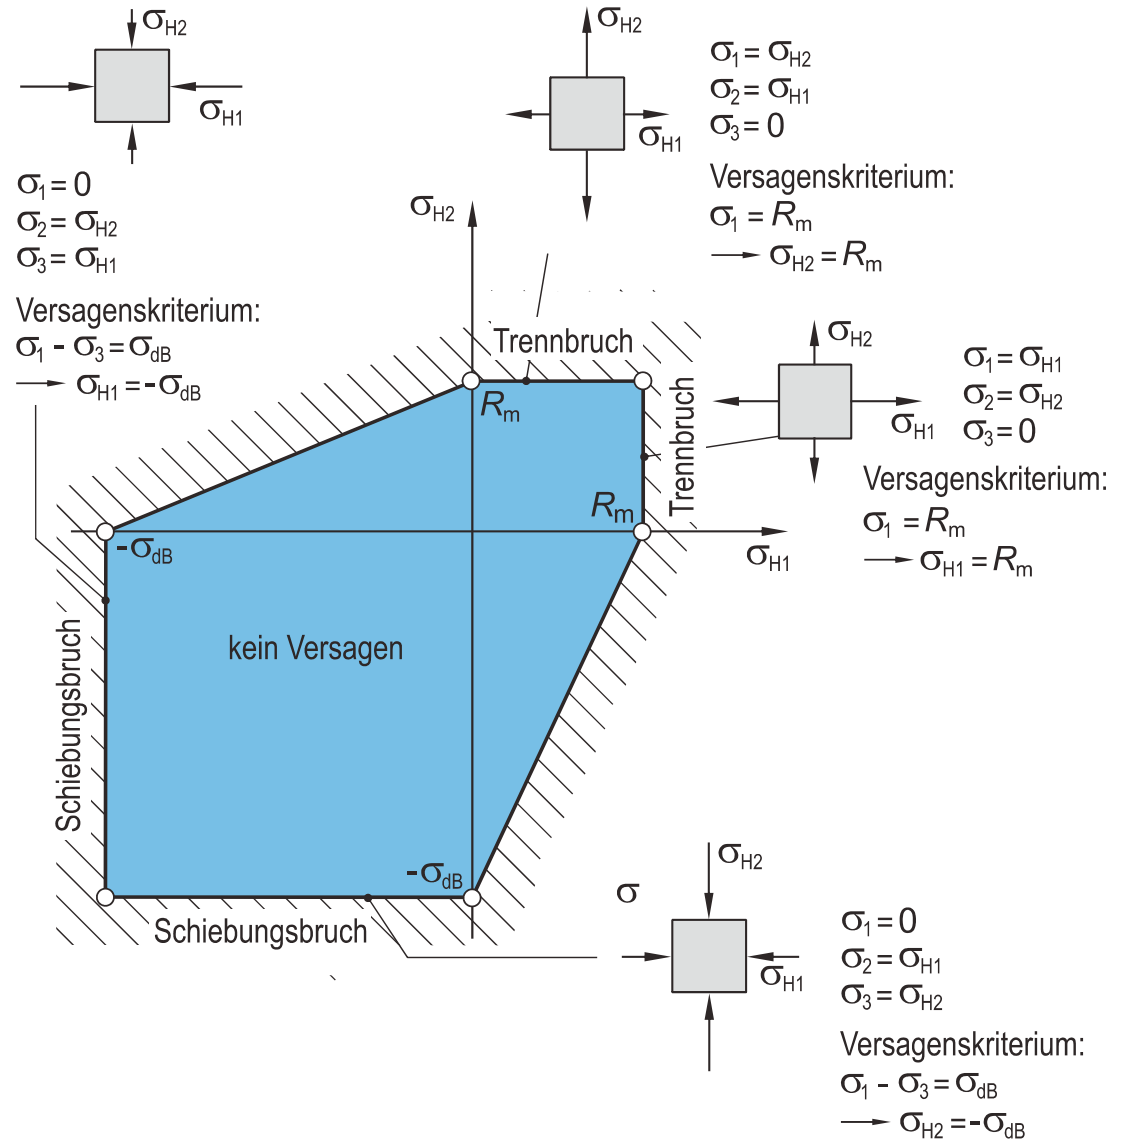 σH2
σH1
σ1 = 0
σ2 = σH2
σ3 = σH1
Versagenskriterium:
σ1 - σ3 = σdB
→ σH1 = -σdB
σH2
σH1
σ1 = σH2
σ2 = σH1
σ3 = 0
Versagenskriterium:
σ1 = Rm
→ σH2 = Rm
σH2
Trennbruch
Rm
Trennbruch
Rm
σH1
σH2
σH1
σ1 = σH1
σ2 = σH2
σ3 = 0
Versagenskriterium:
σ1 = Rm
→ σH1 = Rm
-σdB
kein Versagen
Schiebungsbruch
-σdB
Schiebungsbruch
σ
σH2
σH1
σ1 = 0
σ2 = σH1
σ3 = σH2
Versagenskriterium:
σ1 - σ3 = σdB
→ σH2 = -σdB